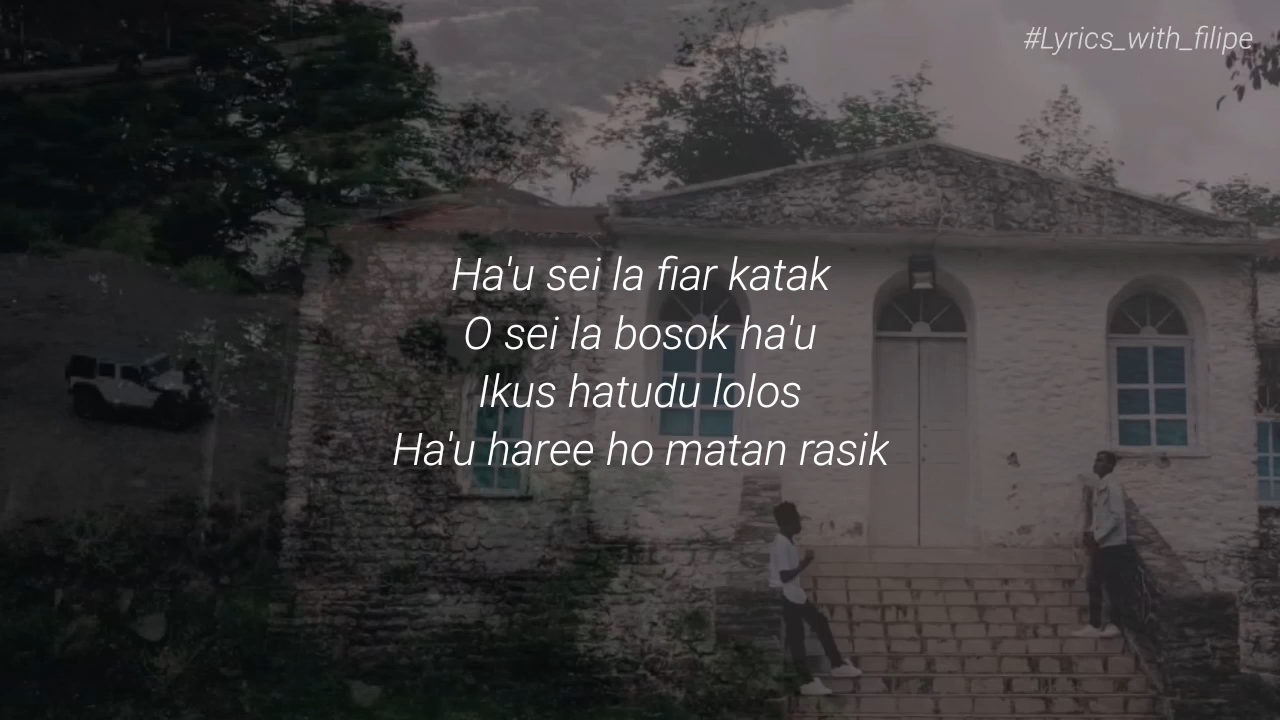 #Lyrics_with_filipe
Ha'u sei la fiar katak
O sei la bosok ha'u
Ikus hatudu lolos
Ha'u haree ho matan rasik